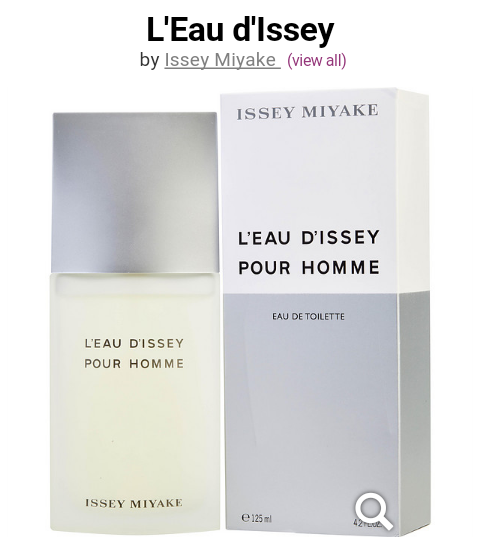 L'Eau d'Issey
by Issey Miyake (view all)
ISSEY MIYAKE
L'EAU D'ISSEY
POUR HOMME
EAU DE TOILETTE
L'EAU D'ISSEY
POUR HOMME
ISSEY MIYAKE
e 125 ml